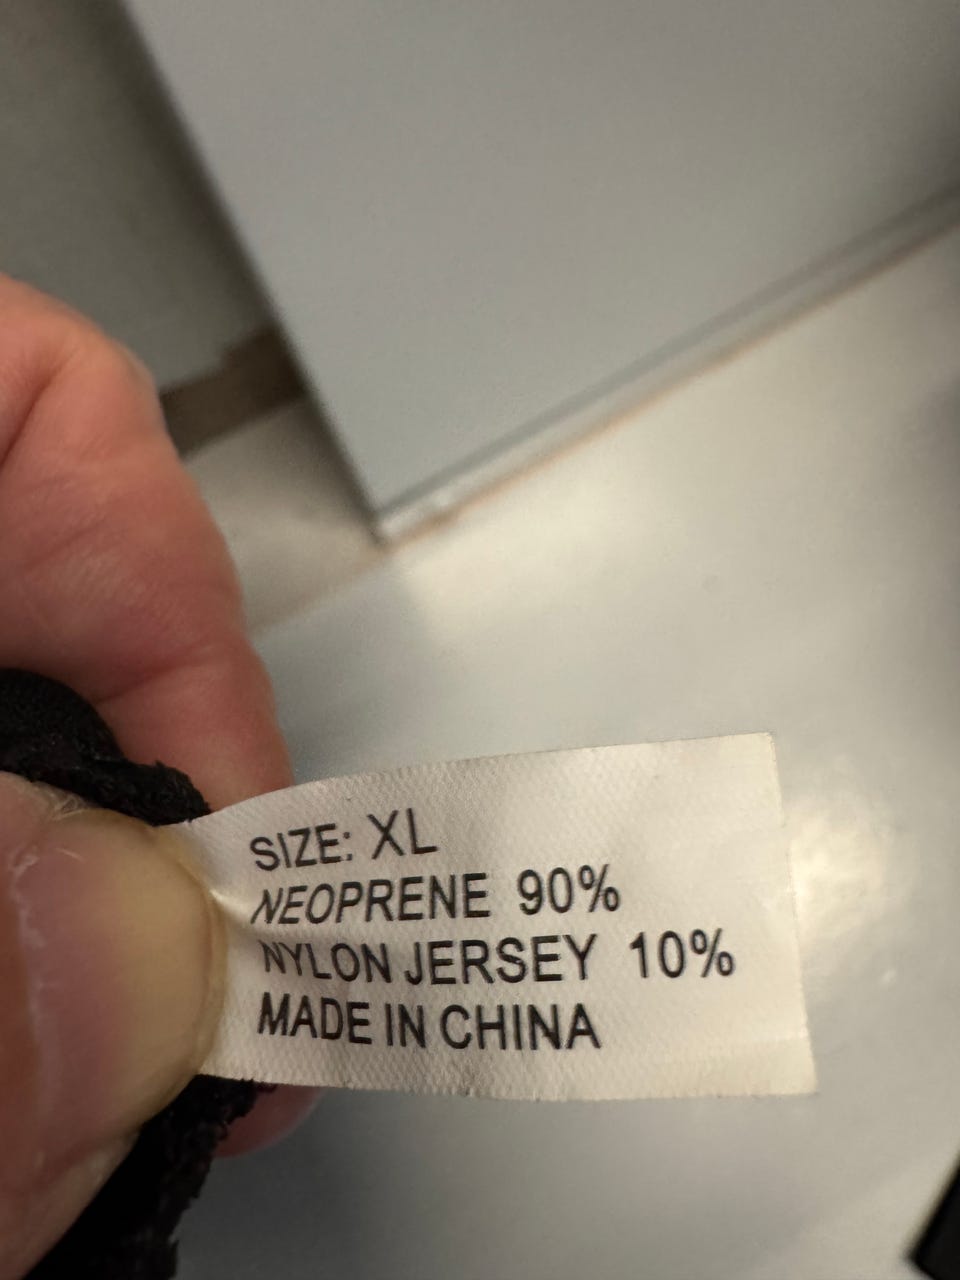 SIZE: XL
NEOPRENE 90%
NYLON JERSEY 10%
MADE IN CHINA